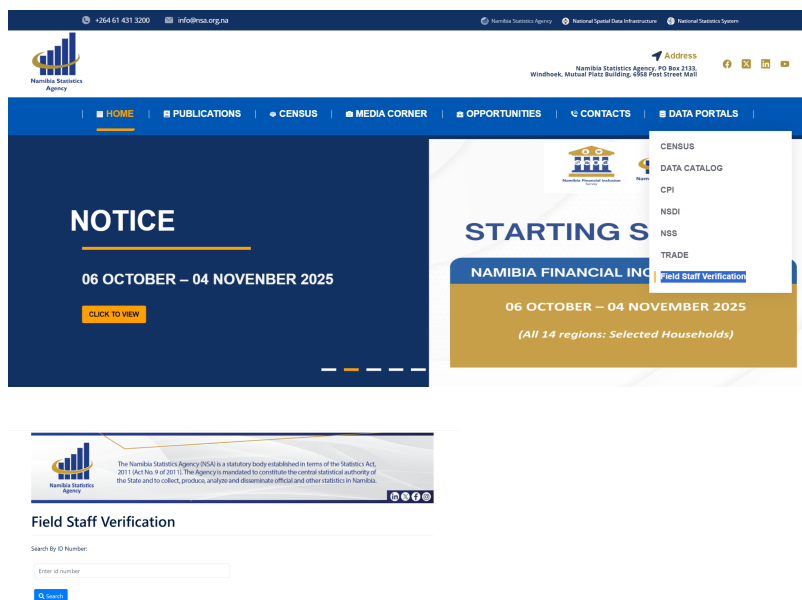 +264 61 431 3200 info@nsa.org.na Namibia Statistics Agency National Spatial Data Infrastructure National Statistics System
Namibia Statistics
Agency
Address
Namibia Statistics Agency, PO Box 2133,
Windhoek, Mutual Platz Building, 6958 Post Street Mall
HOME PUBLICATIONS CENSUS MEDIA CORNER OPPORTUNITIES CONTACTS DATA PORTALS
CENSUS
DATA CATALOG
CPI
NSDI
NSS
TRADE
Field Staff Verification
NOTICE
06 OCTOBER – 04 NOVENBER 2025
CLICK TO VIEW
Namibia Financial Inclusion
Survey
STARTING S
NAMIBIA FINANCIAL INC
06 OCTOBER – 04 NOVEMBER 2025
(All 14 regions: Selected Households)
Namibia Statistics
Agency
The Namibia Statistics Agency (NSA) is a statutory body established in terms of the Statistics Act,
2011 (Act No. 9 of 2011). The Agency is mandated to constitute the central statistical authority of
the State and to collect, produce, analyze and disseminate official and other statistics in Namibia.
Field Staff Verification
Search By ID Number:
Enter id number
Search